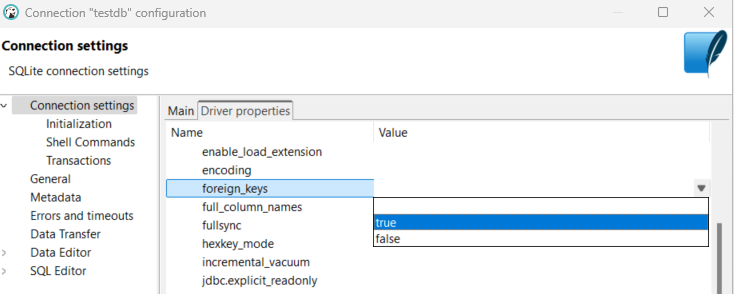 Connection "testdb" configuration
Connection settings
SQLite connection settings
Connection settings
Initialization
Shell Commands
Transactions
General
Metadata
Errors and timeouts
Data Transfer
Data Editor
SQL Editor
Main Driver properties
Name Value
enable_load_extension
encoding
foreign_keys
full_column_names
fullsync
hexkey_mode
incremental_vacuum
jdbc.explicit_readonly
true
false